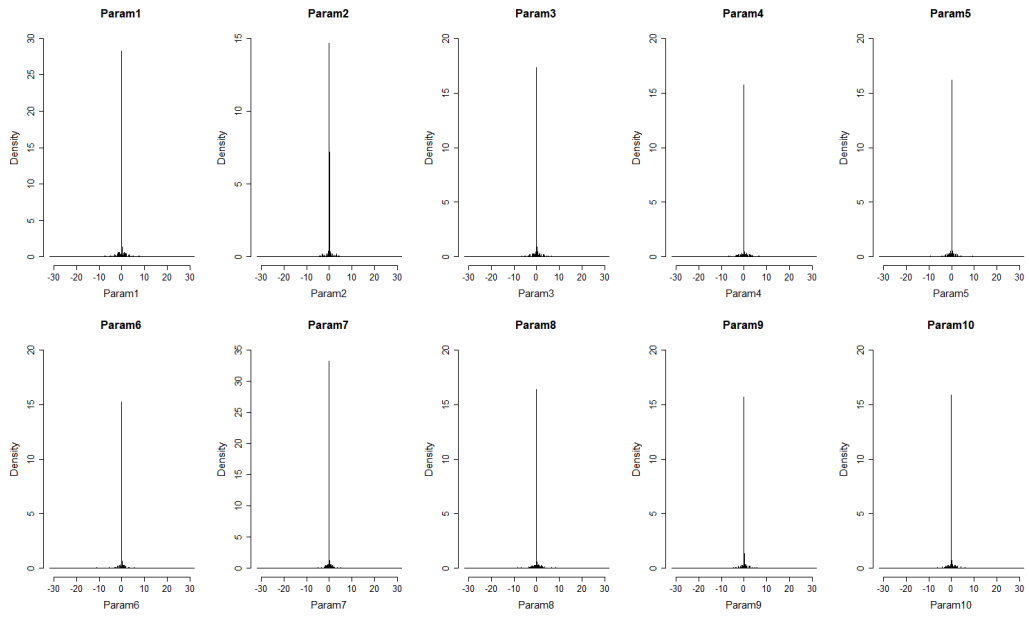 Param1 Param2 Param3 Param4 Param5
30 15 20 20 20
25
20 10 15 15 15
15 10 10 10
10 5 5 5 5
5
0 0 0 0 0
Density Density Density Density Density
-30 -20 -10 0 10 20 30 -30 -20 -10 0 10 20 30 -30 -20 -10 0 10 20 30 -30 -20 -10 0 10 20 30 -30 -20 -10 0 10 20 30
Param1 Param2 Param3 Param4 Param5
Param6 Param7 Param8 Param9 Param10
20 35 20 20 20
30
15 25 15 15 15
20
10 15 10 10 10
10
5 5 5 5 5
0 0 0 0 0
Density Density Density Density Density
-30 -20 -10 0 10 20 30 -30 -20 -10 0 10 20 30 -30 -20 -10 0 10 20 30 -30 -20 -10 0 10 20 30 -30 -20 -10 0 10 20 30
Param6 Param7 Param8 Param9 Param10